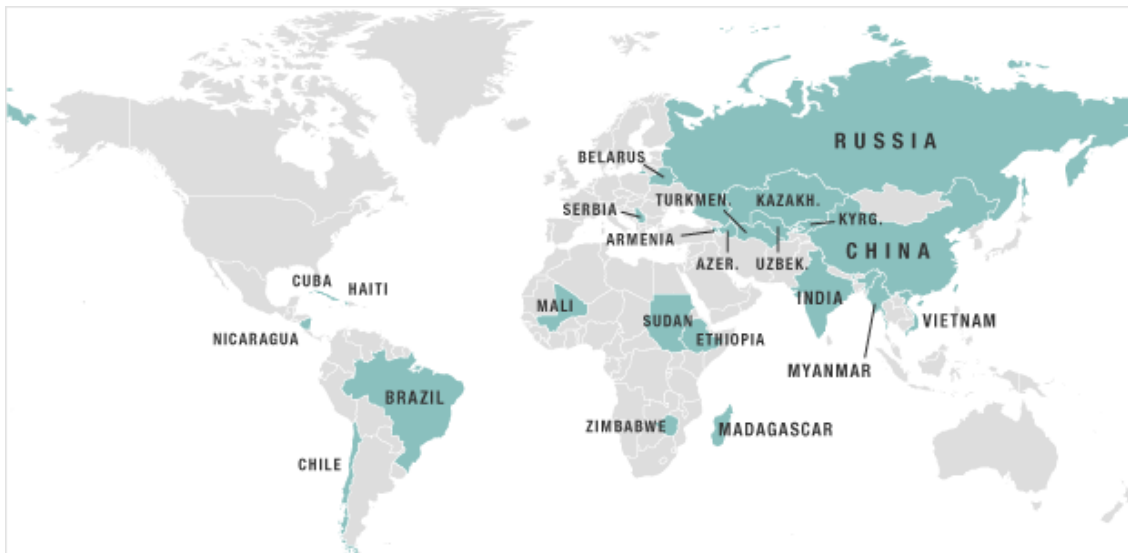 RUSSIA
BELARUS
TURKMEN.
KAZAKH.
SERBIA
KYRG.
ARMENIA
CHINA
AZER.
UZBEK.
CUBA
HAITI
MALI
INDIA
SUDAN
VIETNAM
NICARAGUA
ETHIOPIA
MYANMAR
BRAZIL
ZIMBABWE
MADAGASCAR
CHILE